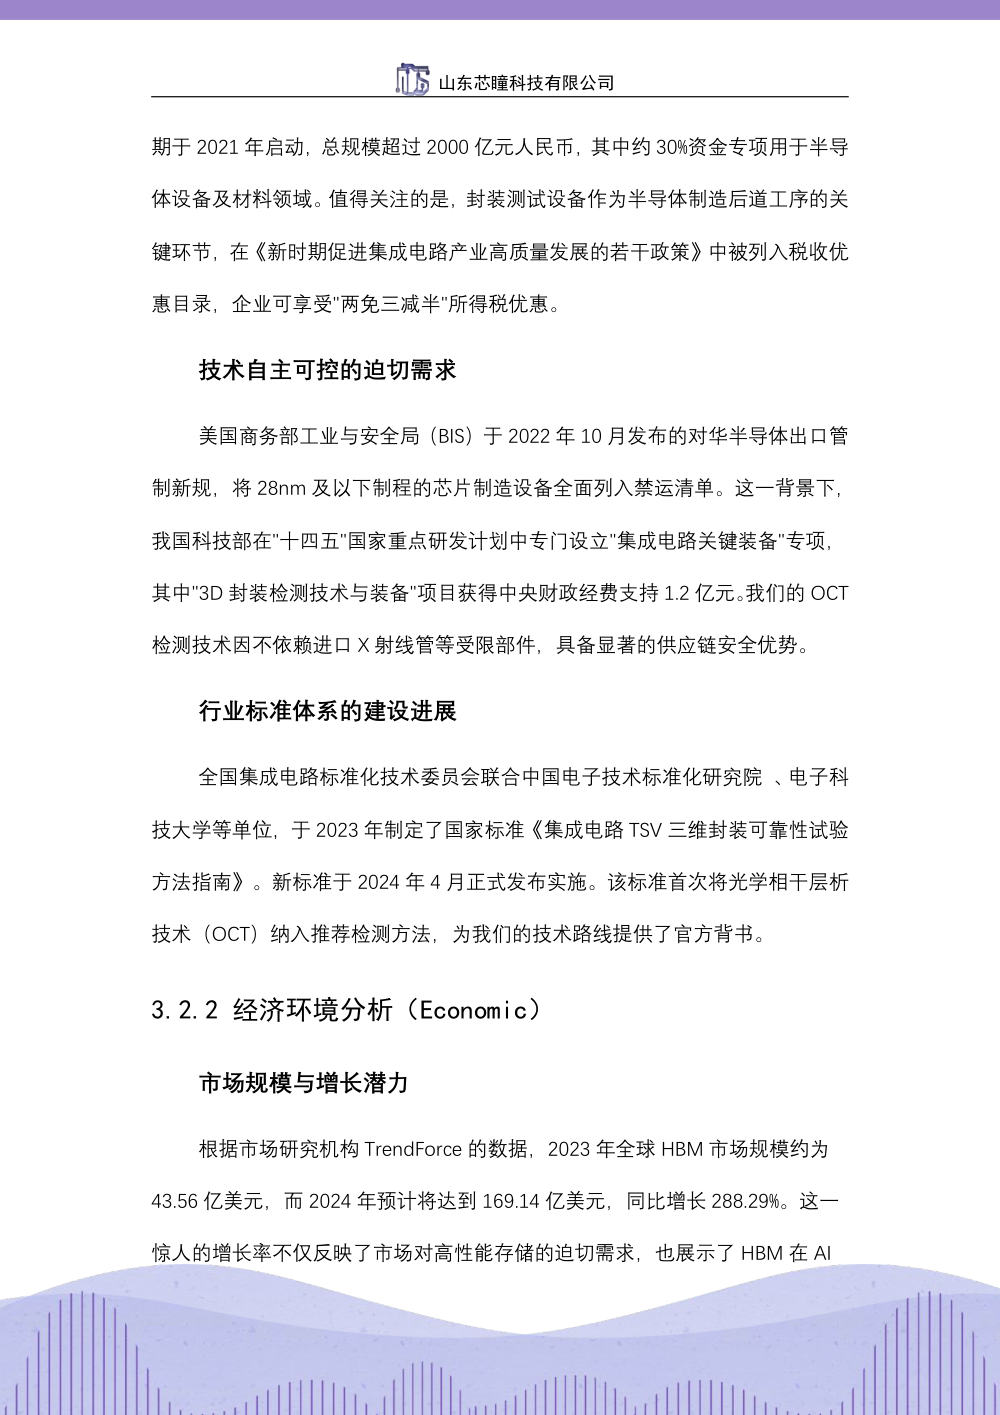 山东芯瞳科技有限公司
期于 2021 年启动，总规模超过 2000 亿元人民币，其中约 30%资金专项用于半导
体设备及材料领域。值得关注的是，封装测试设备作为半导体制造后道工序的关
键环节，在《新时期促进集成电路产业高质量发展的若干政策》中被列入税收优
惠目录，企业可享受"两免三减半"所得税优惠。
技术自主可控的迫切需求
美国商务部工业与安全局（BIS）于 2022 年 10 月发布的对华半导体出口管
制新规，将 28nm 及以下制程的芯片制造设备全面列入禁运清单。这一背景下，
我国科技部在"十四五"国家重点研发计划中专门设立"集成电路关键装备"专项，
其中"3D 封装检测技术与装备"项目获得中央财政经费支持 1.2 亿元。我们的 OCT
检测技术因不依赖进口 X 射线管等受限部件，具备显著的供应链安全优势。
行业标准体系的建设进展
全国集成电路标准化技术委员会联合中国电子技术标准化研究院 、电子科
技大学等单位，于 2023 年制定了国家标准《集成电路 TSV 三维封装可靠性试验
方法指南》。新标准于 2024 年 4 月正式发布实施。该标准首次将光学相干层析
技术（OCT）纳入推荐检测方法，为我们的技术路线提供了官方背书。
3.2.2 经济环境分析（Economic）
市场规模与增长潜力
根据市场研究机构 TrendForce 的数据，2023 年全球 HBM 市场规模约为
43.56 亿美元，而 2024 年预计将达到 169.14 亿美元，同比增长 288.29%。这一
惊人的增长率不仅反映了市场对高性能存储的迫切需求，也展示了 HBM 在 AI